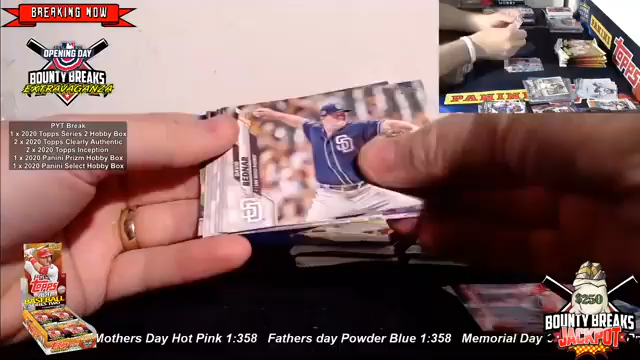 BREAKING NOW
OPENING DAY
BOUNTY BREAKS
EXTRAVAGANZA
PYT Break
1 x 2020 Topps Series 2 Hobby Box
2 x 2020 Topps Clearly Authentic
2 x 2020 Topps Inception
1 x 2020 Panini Prizm Hobby Box
1 x 2020 Panini Select Hobby Box
BEDNAR
SD
SD
PANINI
PANINI
TOPPS
TOPPS
BASEBALL
$250
BOUNTY BREAKS
JACKPOT
Mothers Day Hot Pink 1:358 Fathers day Powder Blue 1:358 Memorial Day